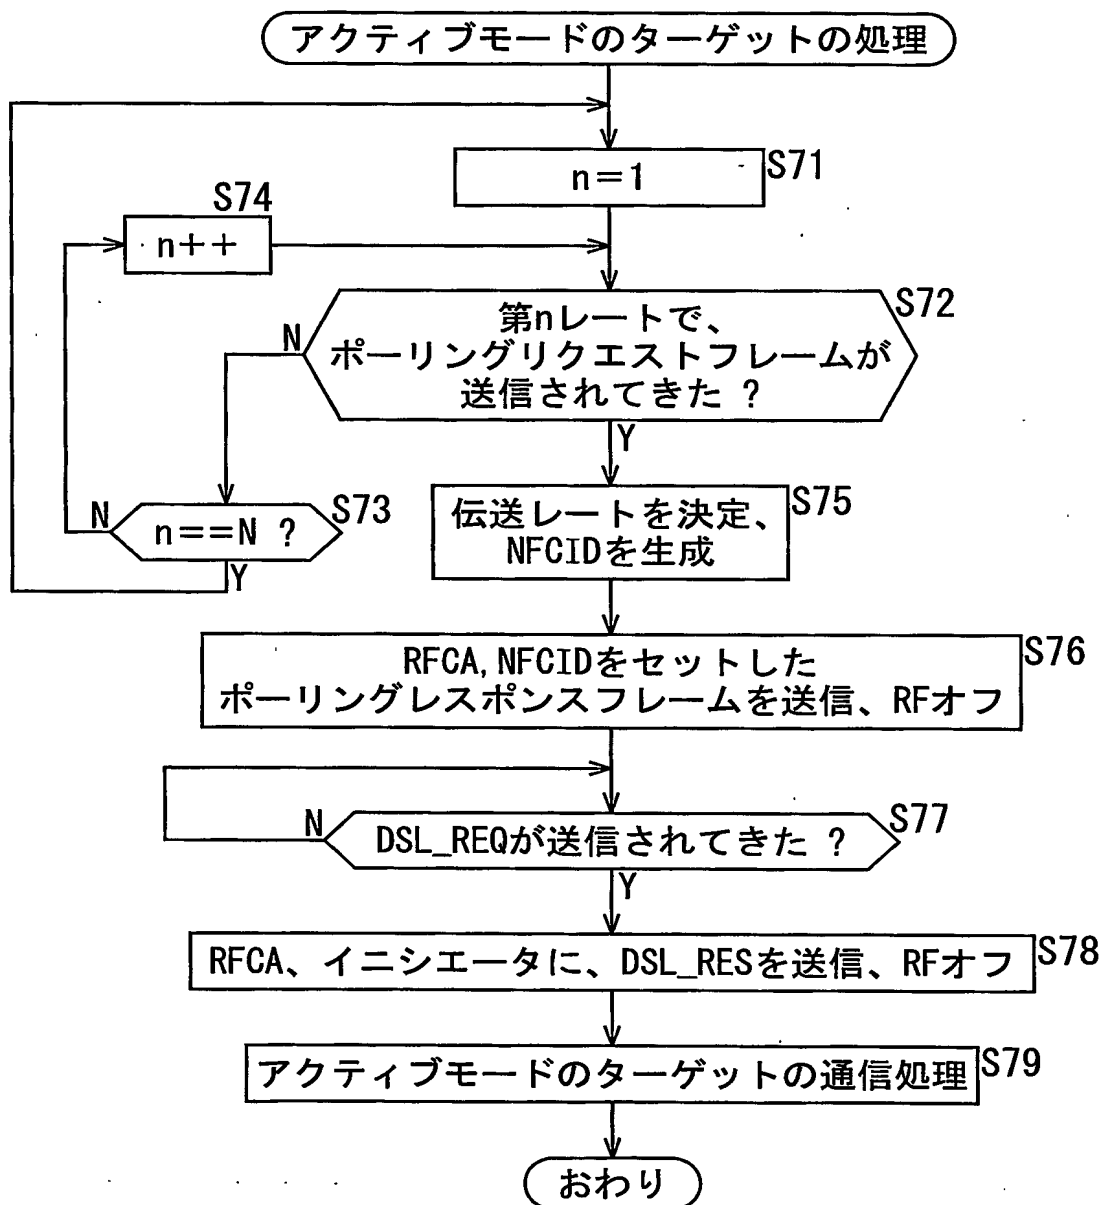 アクティブモードのターゲットの処理
n=1
S71
S74
n++
S72
第nレートで、
ポーリングリクエストフレームが
送信されてきた ?
N
Y
S73
n==N ?
N
Y
S75
伝送レートを決定、
NFCIDを生成
S76
RFCA,NFCIDをセットした
ポーリングレスポンスフレームを送信、RFオフ
S77
DSL_REQが送信されてきた ?
N
Y
S78
RFCA、イニシエータに、DSL_RESを送信、RFオフ
S79
アクティブモードのターゲットの通信処理
おわり